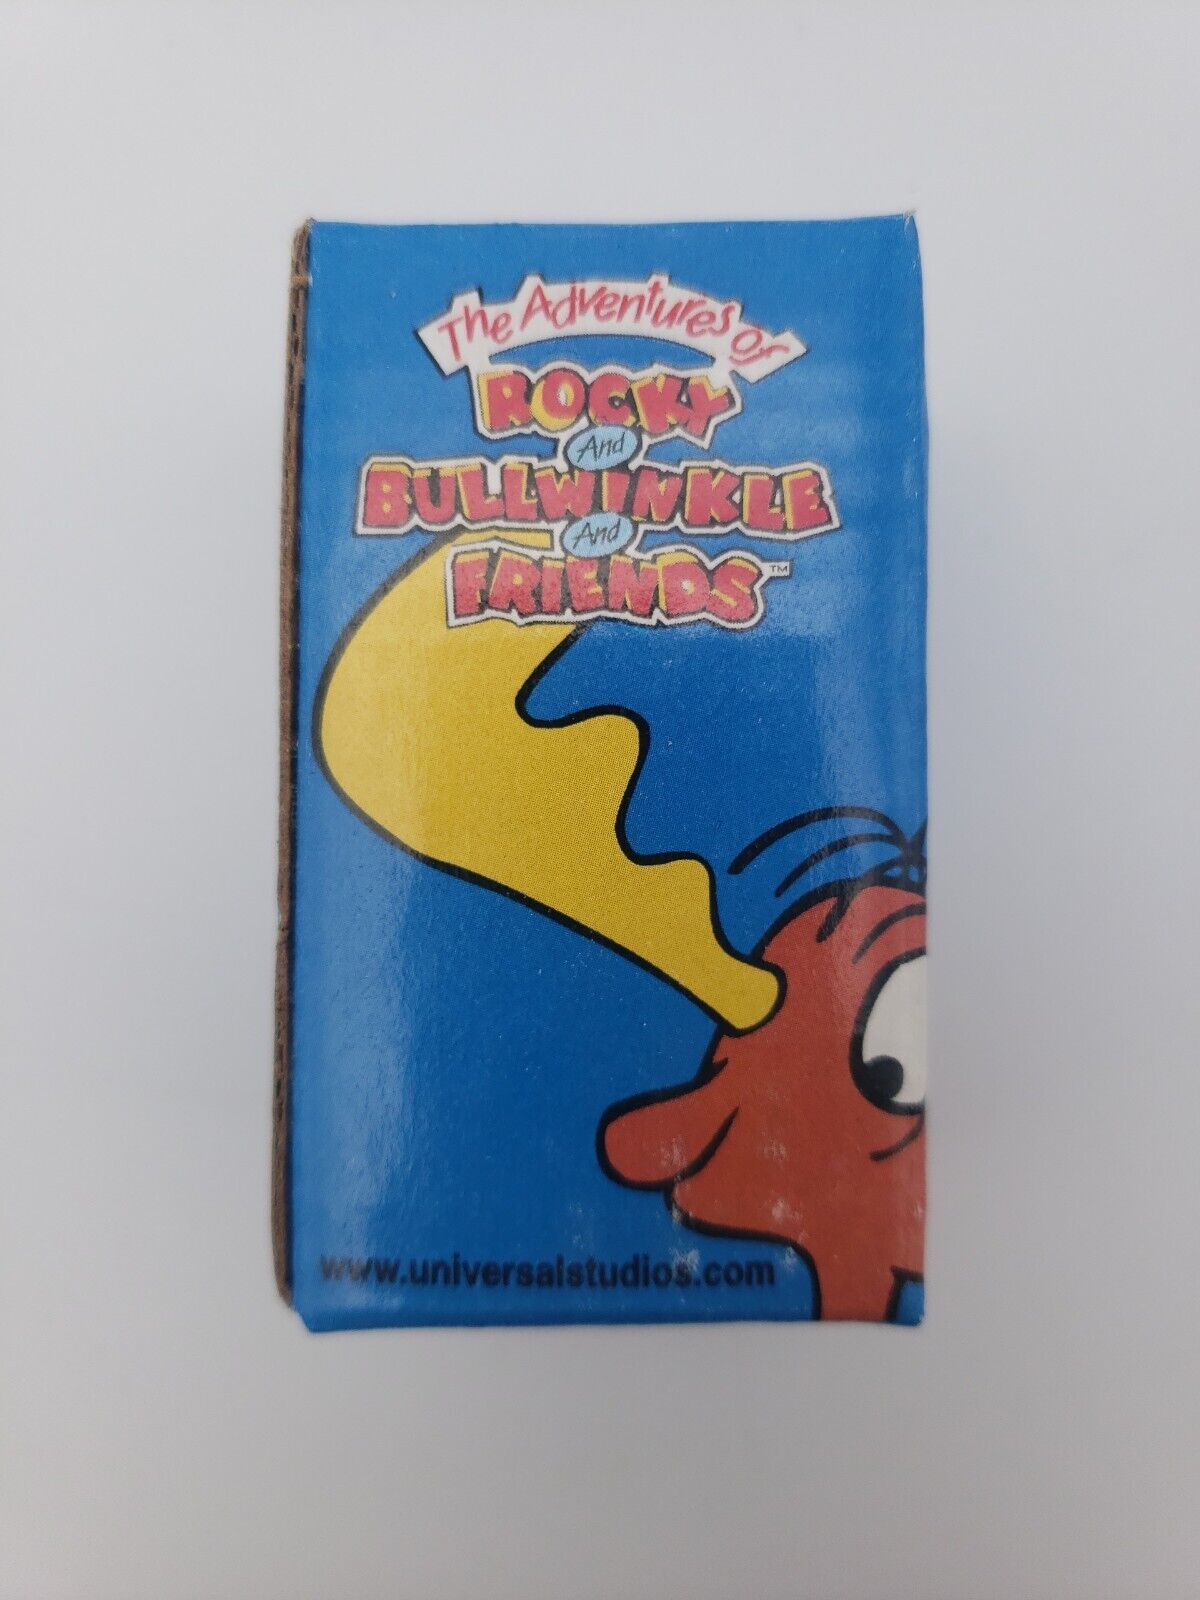 The Adventures of
ROCKY
And
BULLWINKLE
And
FRIENDS™
www.universalstudios.com